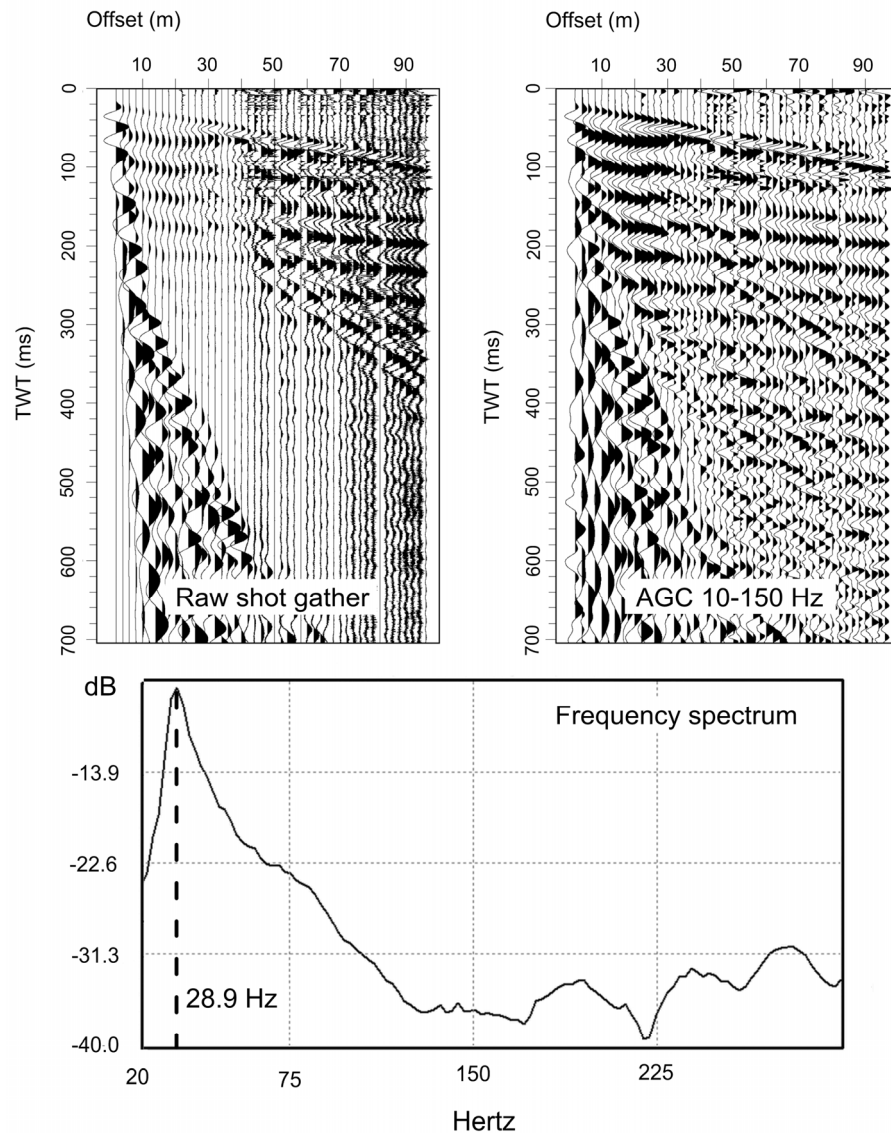 Offset (m)
10 30 50 70 90
TWT (ms)
0
100
200
300
400
500
600
700
Raw shot gather
Offset (m)
10 30 50 70 90
TWT (ms)
0
100
200
300
400
500
600
700
AGC 10-150 Hz
dB
Frequency spectrum
-13.9
-22.6
-31.3
-40.0
28.9 Hz
20 75 150 225
Hertz